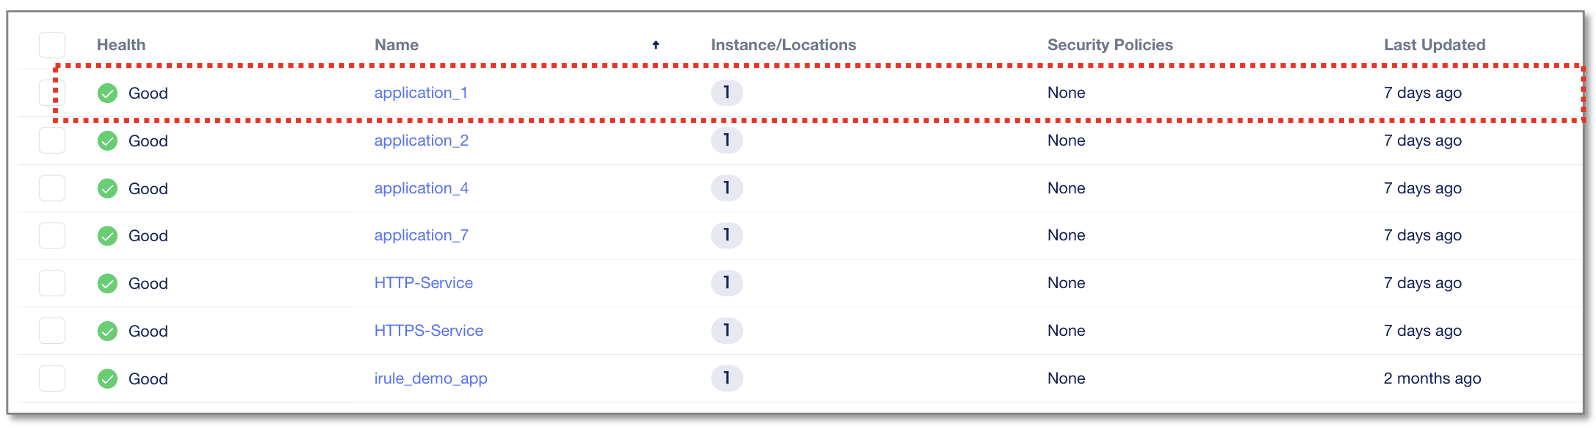 Health Name Instance/Locations Security Policies Last Updated
Good application_1 1 None 7 days ago
Good application_2 1 None 7 days ago
Good application_4 1 None 7 days ago
Good application_7 1 None 7 days ago
Good HTTP-Service 1 None 7 days ago
Good HTTPS-Service 1 None 7 days ago
Good irule_demo_app 1 None 2 months ago